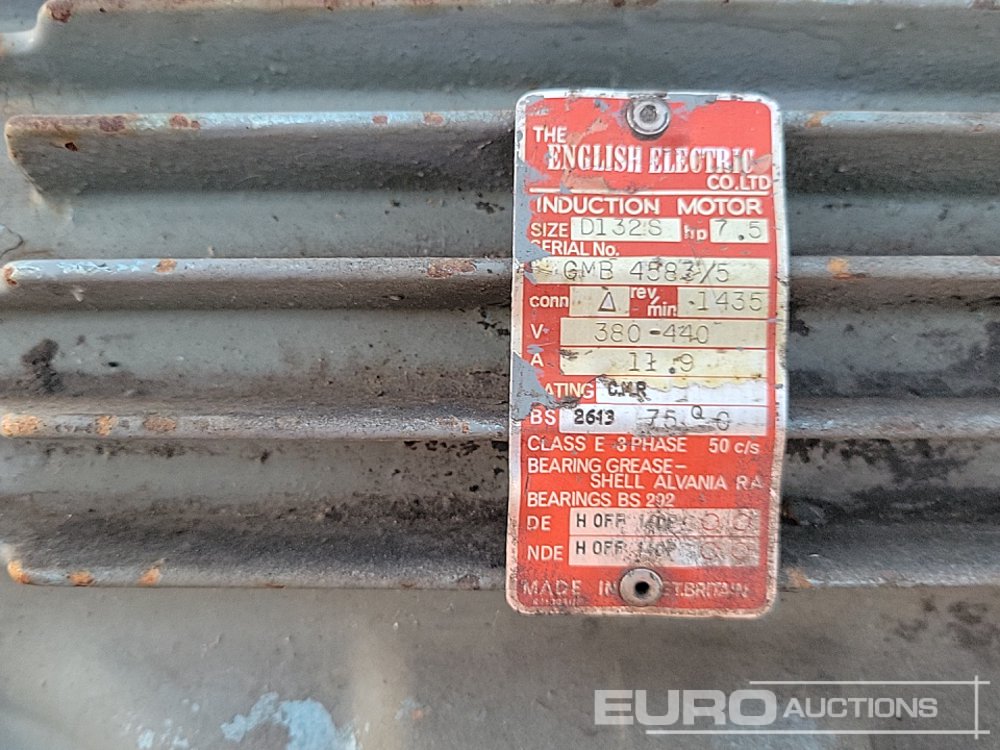 THE
ENGLISH ELECTRIC
CO.LTD
INDUCTION MOTOR
SIZE D132S hp 7.5
SERIAL No.
GMB 4583/5
conn Δ rev/min 1435
V 380-440
A 11.9
RATING C.M.R
BS 2613
CLASS E 3 PHASE 50 c/s
BEARING GREASE-
SHELL ALVANIA RA
BEARINGS BS 292
DE H OFF
NDE H OFF
MADE IN GT.BRITAIN
EURO AUCTIONS